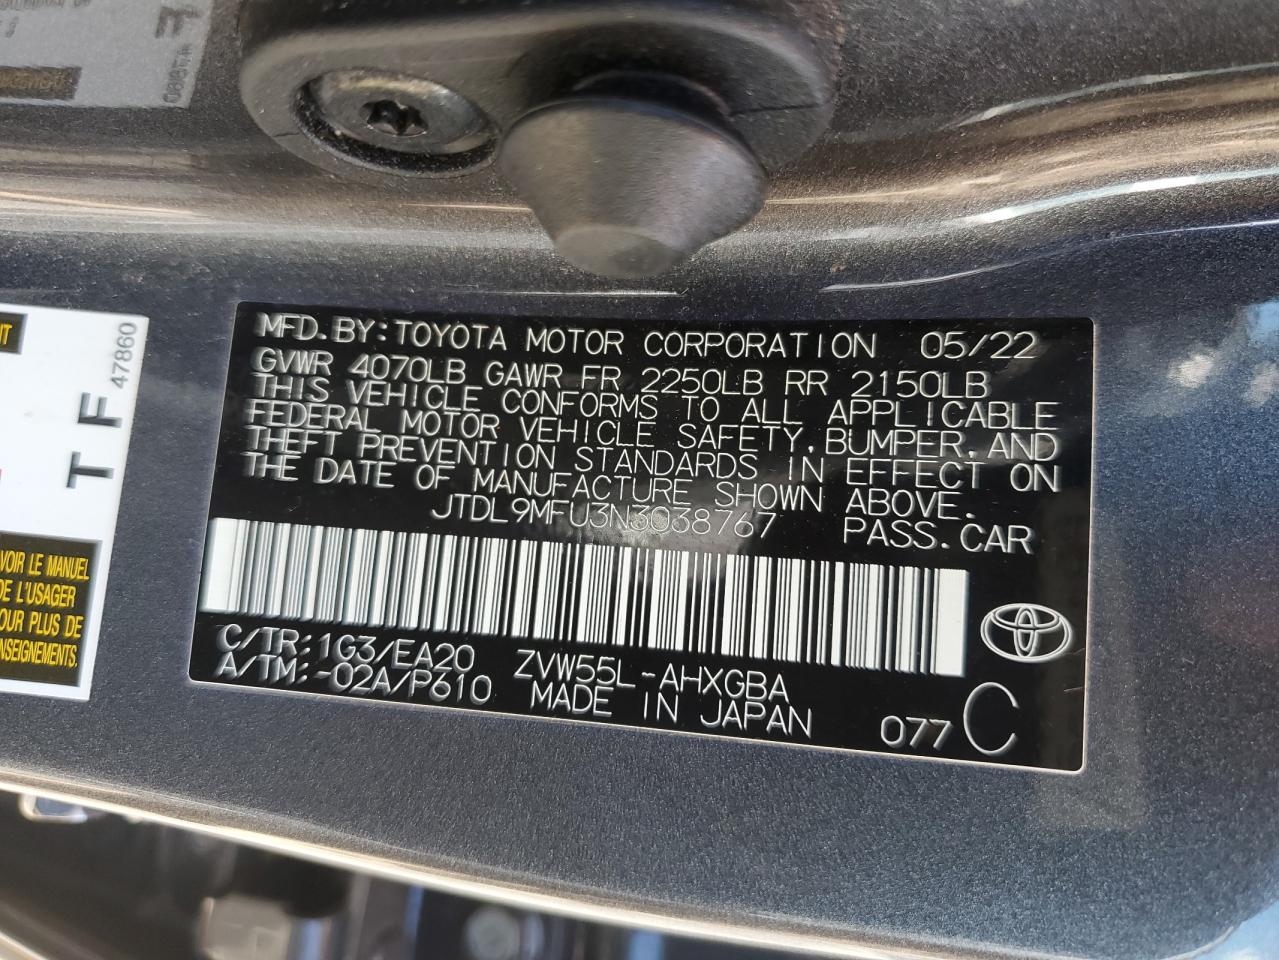 MFD.BY:TOYOTA MOTOR CORPORATION 05/22
GVWR 4070LB GAWR FR 2250LB RR 2150LB
THIS VEHICLE CONFORMS TO ALL APPLICABLE
FEDERAL MOTOR VEHICLE SAFETY,BUMPER,AND
THEFT PREVENTION STANDARDS IN EFFECT ON
THE DATE OF MANUFACTURE SHOWN ABOVE.
JTDL9MFU3N3038767 PASS.CAR
C/TR:1G3/EA20 ZVW55L-AHXGBA
A/TM:-02A/P610 MADE IN JAPAN 077 C
47860
T F
VOIR LE MANUEL
DE L'USAGER
POUR PLUS DE